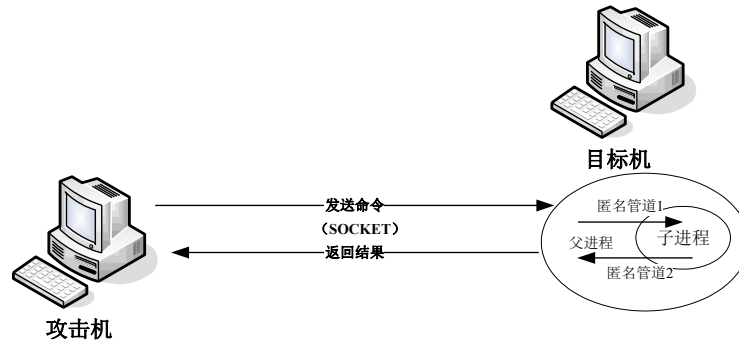 目标机
发送命令
（SOCKET）
返回结果
匿名管道1
父进程
子进程
匿名管道2
攻击机